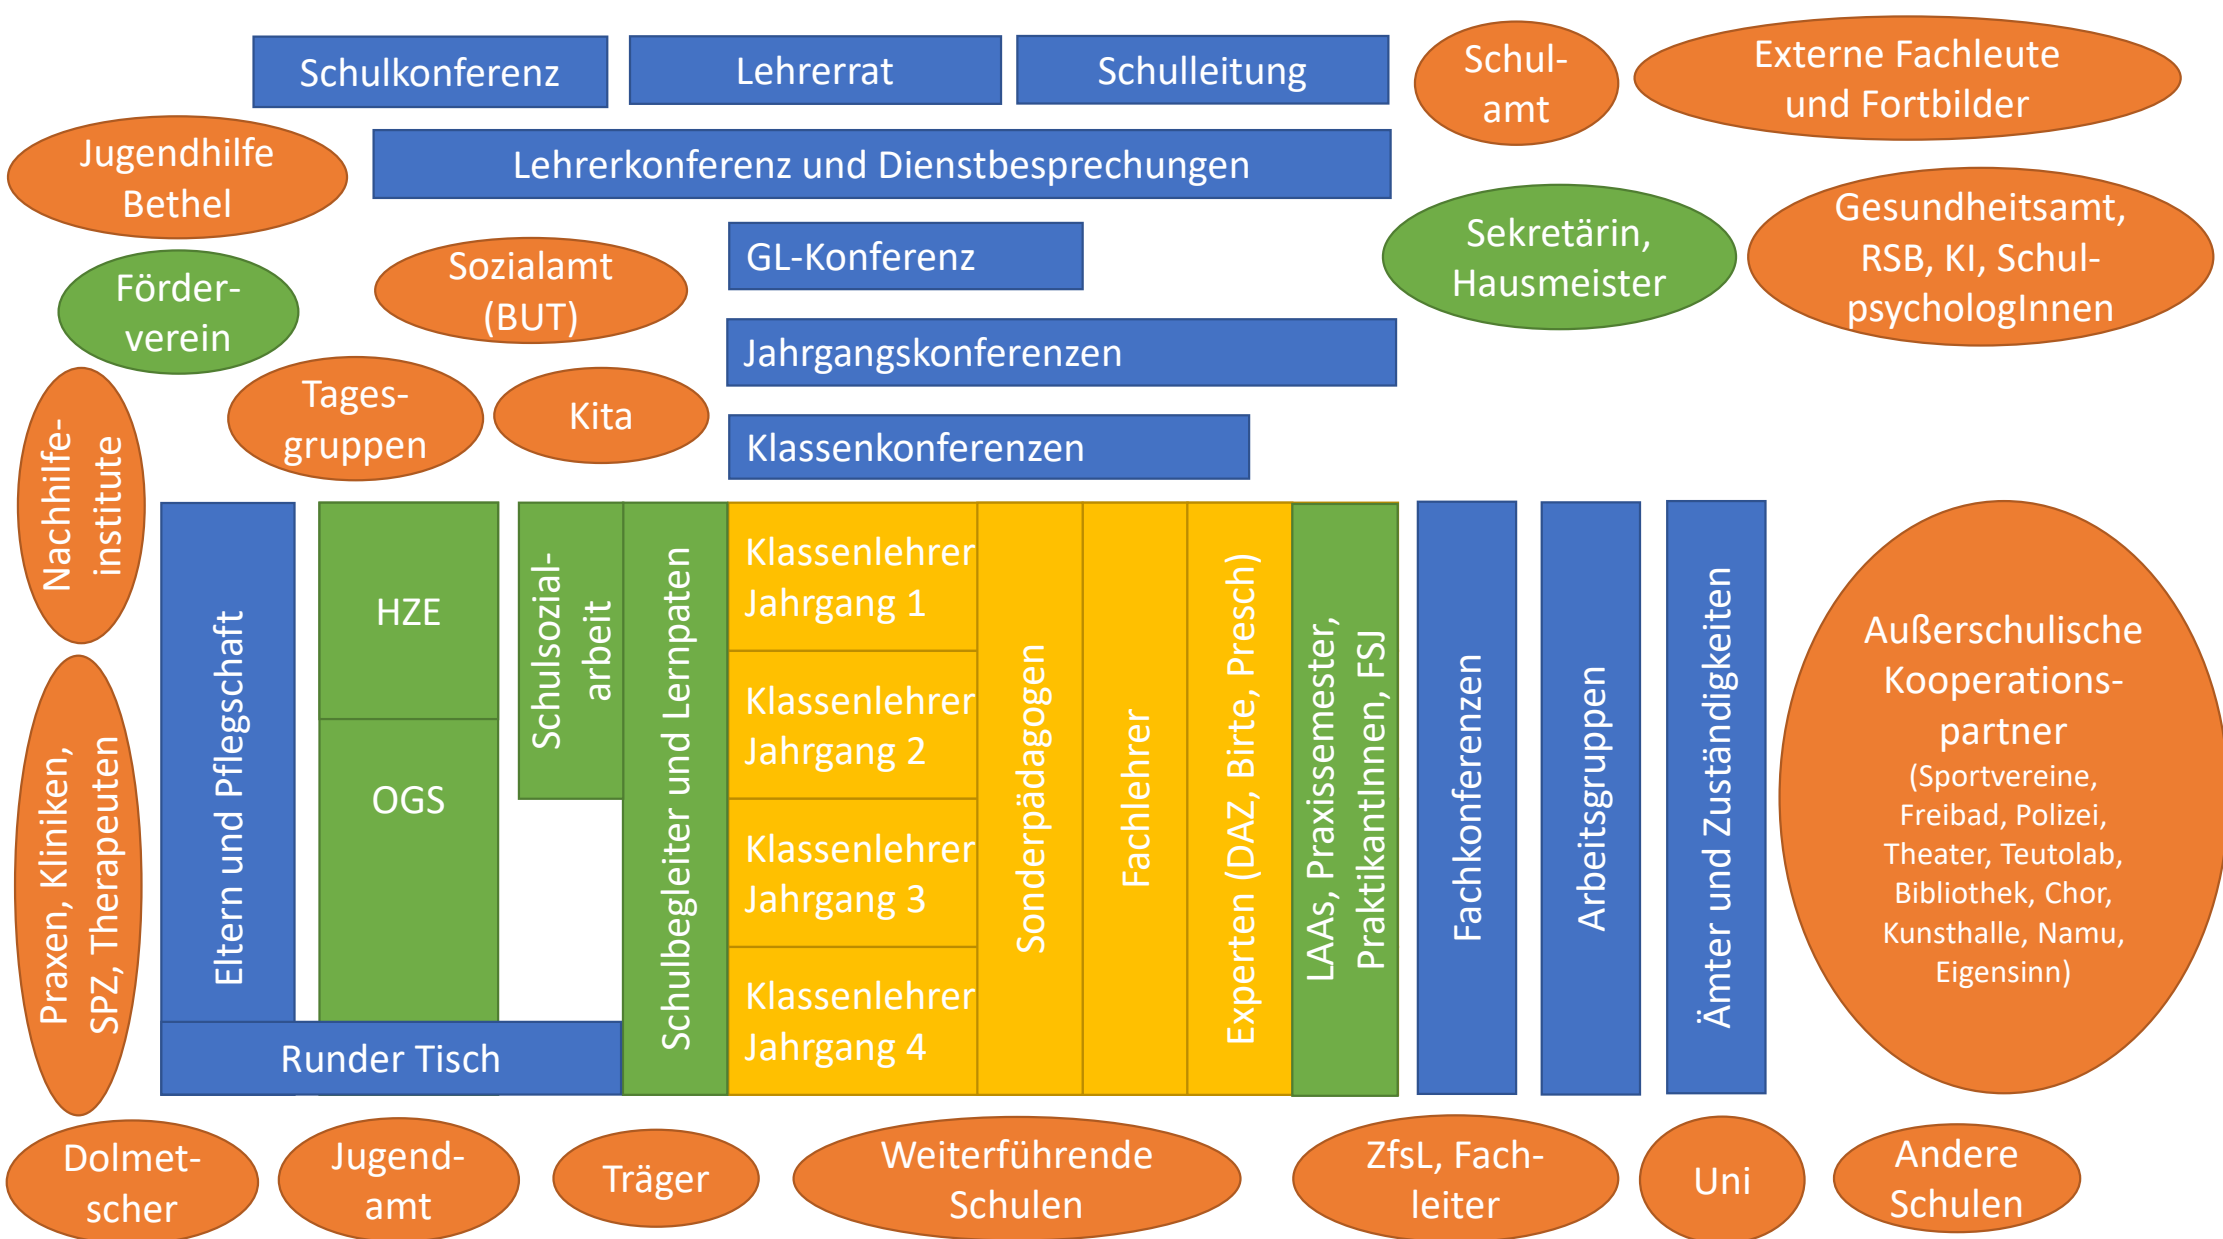 Schulkonferenz
Lehrerrat
Schulleitung
Schul-
amt
Externe Fachleute
und Fortbilder
Jugendhilfe
Bethel
Lehrerkonferenz und Dienstbesprechungen
Sekretärin,
Hausmeister
Gesundheitsamt,
RSB, KI, Schul-
psychologInnen
Förder-
verein
Sozialamt
(BUT)
GL-Konferenz
Jahrgangskonferenzen
Tages-
gruppen
Kita
Klassenkonferenzen
Nachhilfe-
institute
Praxen, Kliniken,
SPZ, Therapeuten
Eltern und Pflegschaft
HZE
OGS
Schulsozial-
arbeit
Runder Tisch
Schulbegleiter und Lernpaten
Klassenlehrer
Jahrgang 1
Klassenlehrer
Jahrgang 2
Klassenlehrer
Jahrgang 3
Klassenlehrer
Jahrgang 4
Sonderpädagogen
Fachlehrer
Experten (DAZ, Birte, Presch)
LAAs, Praxissemester,
PraktikantInnen, FSJ
Fachkonferenzen
Arbeitsgruppen
Ämter und Zuständigkeiten
Außerschulische
Kooperations-
partner
(Sportvereine,
Freibad, Polizei,
Theater, Teutolab,
Bibliothek, Chor,
Kunsthalle, Namu,
Eigensinn)
Dolmet-
scher
Jugend-
amt
Träger
Weiterführende
Schulen
ZfsL, Fach-
leiter
Uni
Andere
Schulen